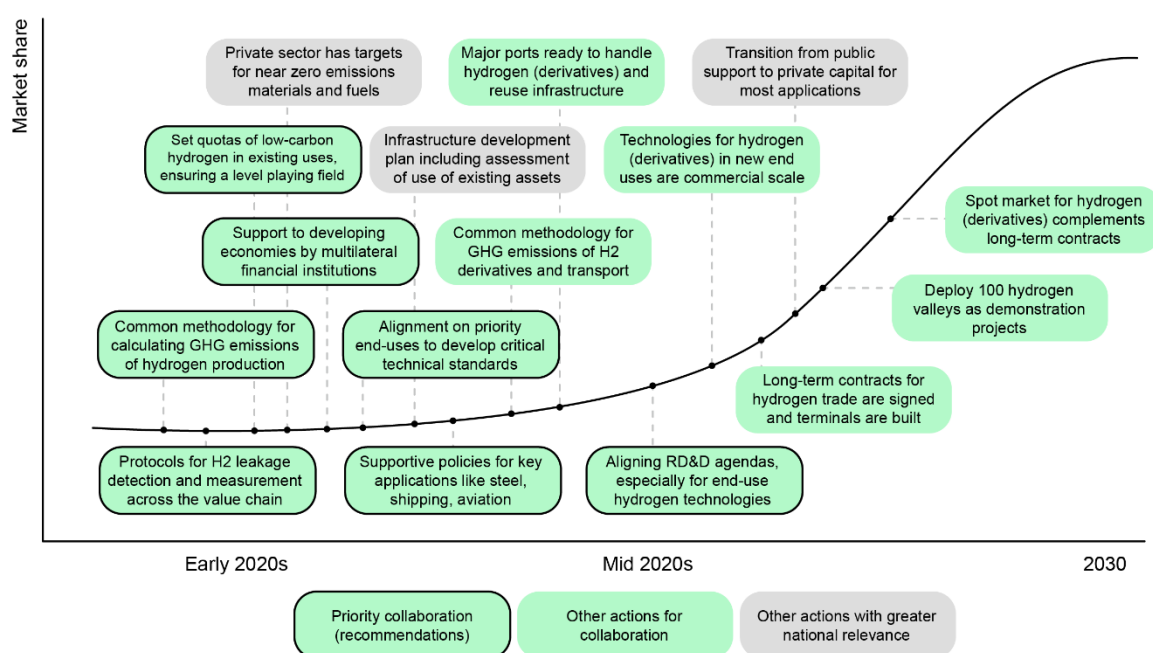 Market share
Private sector has targets
for near zero emissions
materials and fuels
Major ports ready to handle
hydrogen (derivatives) and
reuse infrastructure
Transition from public
support to private capital for
most applications
Set quotas of low-carbon
hydrogen in existing uses,
ensuring a level playing field
Infrastructure development
plan including assessment
of use of existing assets
Technologies for hydrogen
(derivatives) in new end
uses are commercial scale
Spot market for hydrogen
(derivatives) complements
long-term contracts
Support to developing
economies by multilateral
financial institutions
Common methodology for
GHG emissions of H2
derivatives and transport
Deploy 100 hydrogen
valleys as demonstration
projects
Common methodology for
calculating GHG emissions
of hydrogen production
Alignment on priority
end-uses to develop critical
technical standards
Long-term contracts for
hydrogen trade are signed
and terminals are built
Protocols for H2 leakage
detection and measurement
across the value chain
Supportive policies for key
applications like steel,
shipping, aviation
Aligning RD&D agendas,
especially for end-use
hydrogen technologies
Early 2020s
Mid 2020s
2030
Priority collaboration
(recommendations)
Other actions for
collaboration
Other actions with greater
national relevance